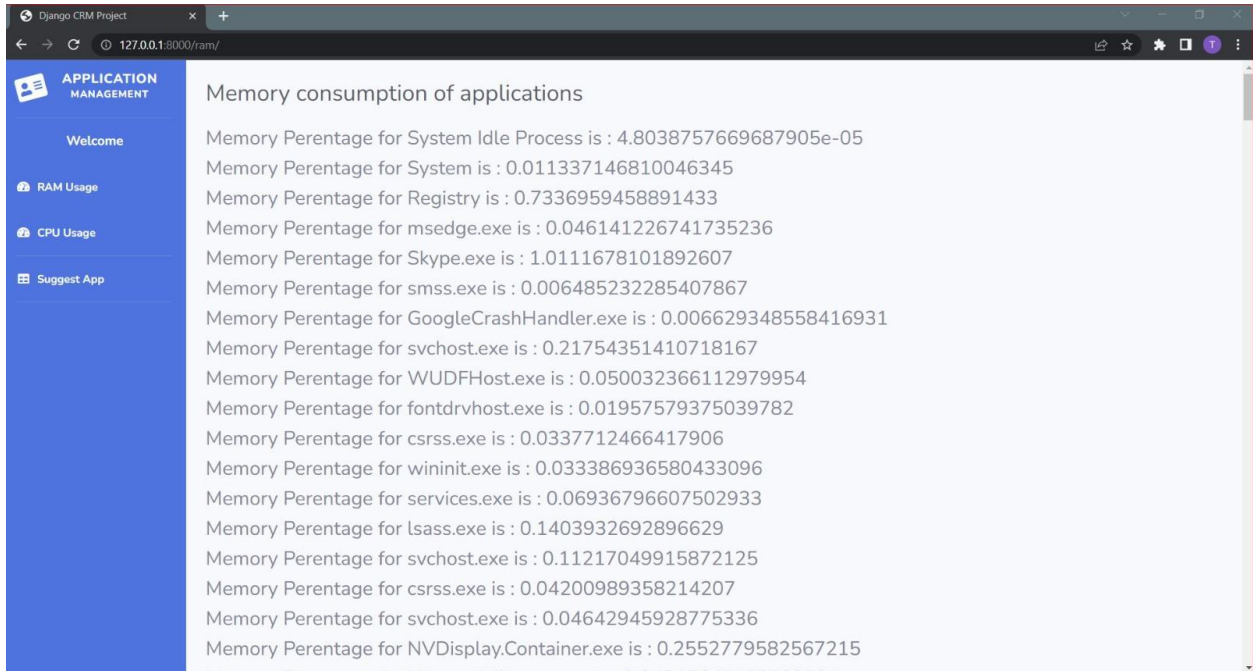 Django CRM Project
127.0.0.1:8000/ram/
T
APPLICATION
MANAGEMENT
Welcome
RAM Usage
CPU Usage
Suggest App
Memory consumption of applications
Memory Perentage for System Idle Process is : 4.8038757669687905e-05
Memory Perentage for System is : 0.011337146810046345
Memory Perentage for Registry is : 0.7336959458891433
Memory Perentage for msedge.exe is : 0.046141226741735236
Memory Perentage for Skype.exe is : 1.0111678101892607
Memory Perentage for smss.exe is : 0.006485232285407867
Memory Perentage for GoogleCrashHandler.exe is : 0.006629348558416931
Memory Perentage for svchost.exe is : 0.21754351410718167
Memory Perentage for WUDFHost.exe is : 0.050032366112979954
Memory Perentage for fontdrvhost.exe is : 0.01957579375039782
Memory Perentage for csrss.exe is : 0.0337712466417906
Memory Perentage for wininit.exe is : 0.033386936580433096
Memory Perentage for services.exe is : 0.06936796607502933
Memory Perentage for lsass.exe is : 0.1403932692896629
Memory Perentage for svchost.exe is : 0.11217049915872125
Memory Perentage for csrss.exe is : 0.04200989358214207
Memory Perentage for svchost.exe is : 0.04642945928775336
Memory Perentage for NVDisplay.Container.exe is : 0.2552779582567215